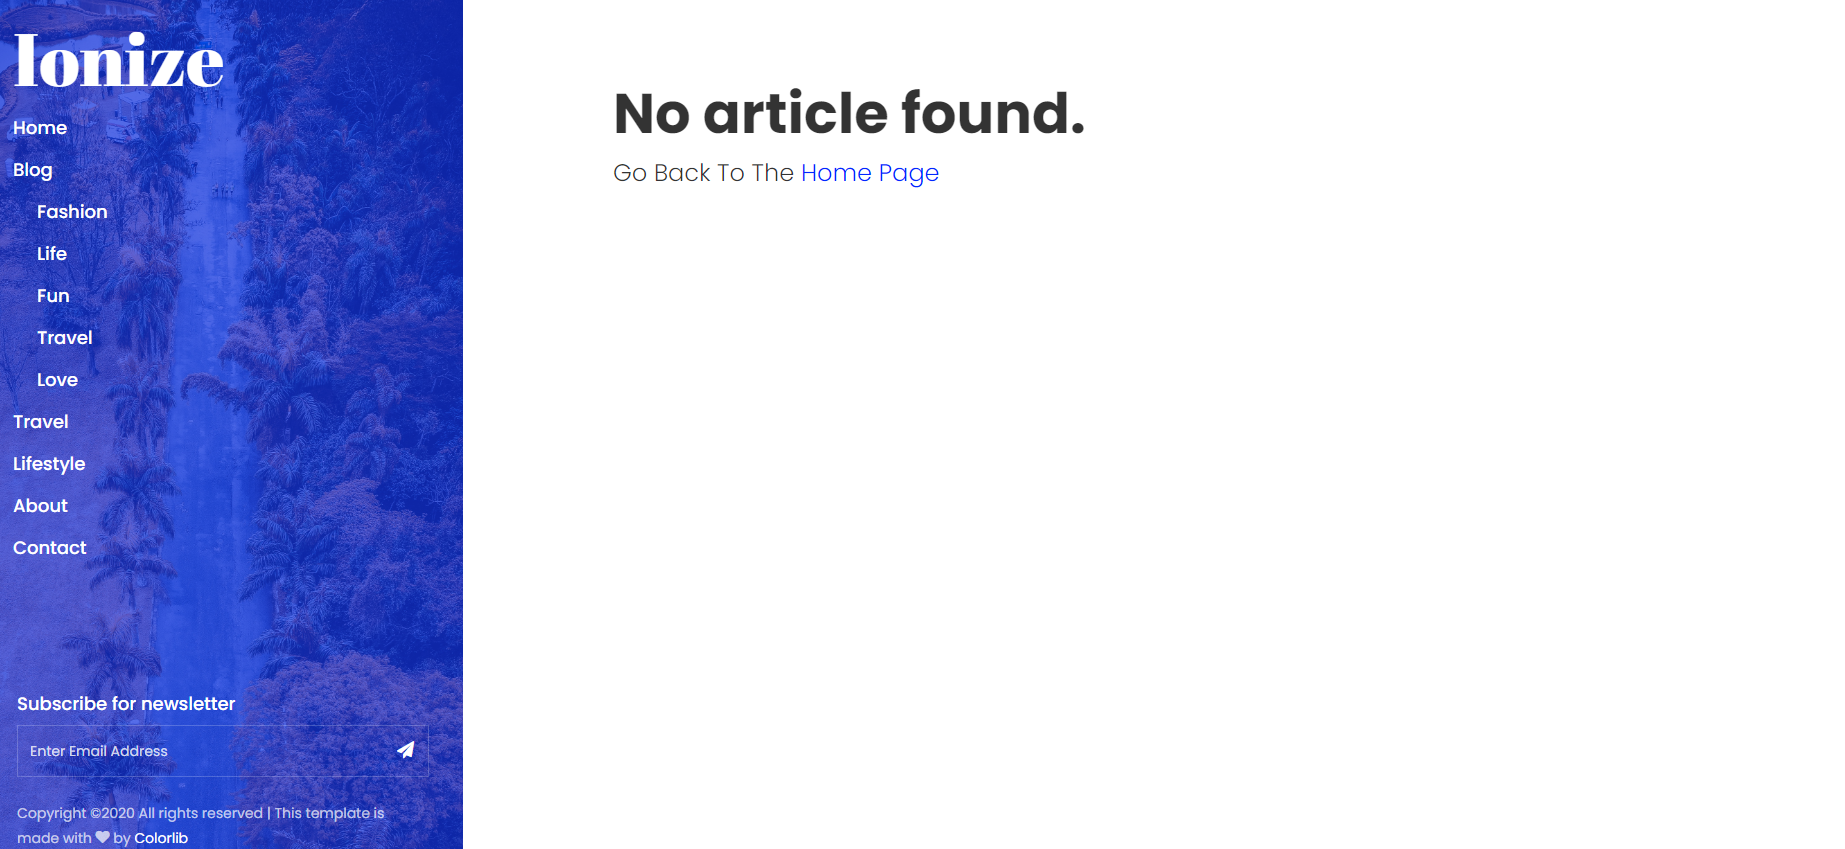 Ionize
Home
Blog
Fashion
Life
Fun
Travel
Love
Travel
Lifestyle
About
Contact
Subscribe for newsletter
Enter Email Address
Copyright ©2020 All rights reserved | This template is
made with ♥ by Colorlib
No article found.
Go Back To The Home Page